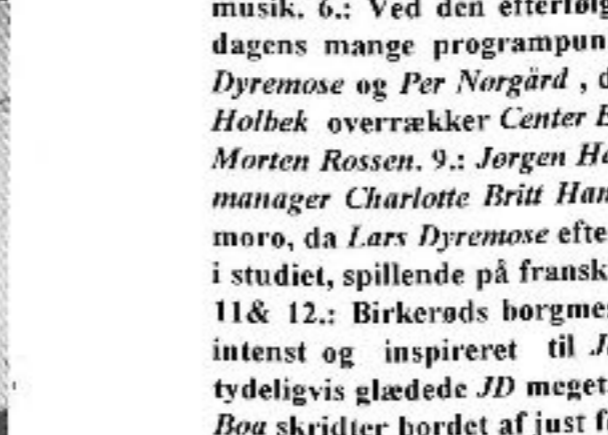 musik. 6.: Ved den efterfølg
dagens mange programpun
Dyremose og Per Nørgård , d
Holbek overrækker Center
Morten Rossen. 9.: Jørgen He
manager Charlotte Britt Han
moro, da Lars Dyremose efte
i studiet, spillende på fransk
11& 12.: Birkerøds borgme
intenst og inspireret til
tydeligvis glædede JD meget
Boa skridter bordet af just f